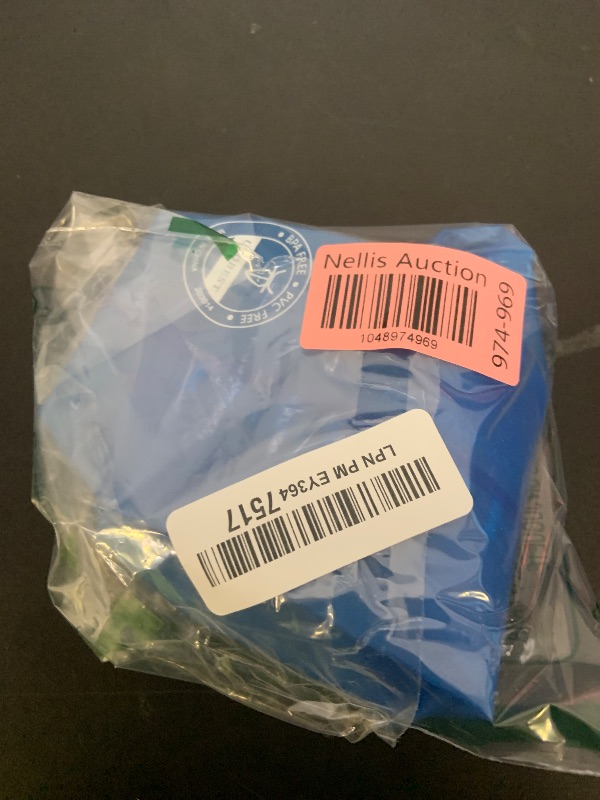 BPA FREE • PVC FREE •
Nellis Auction
1048974969
974-969
LPN PM EY3647517